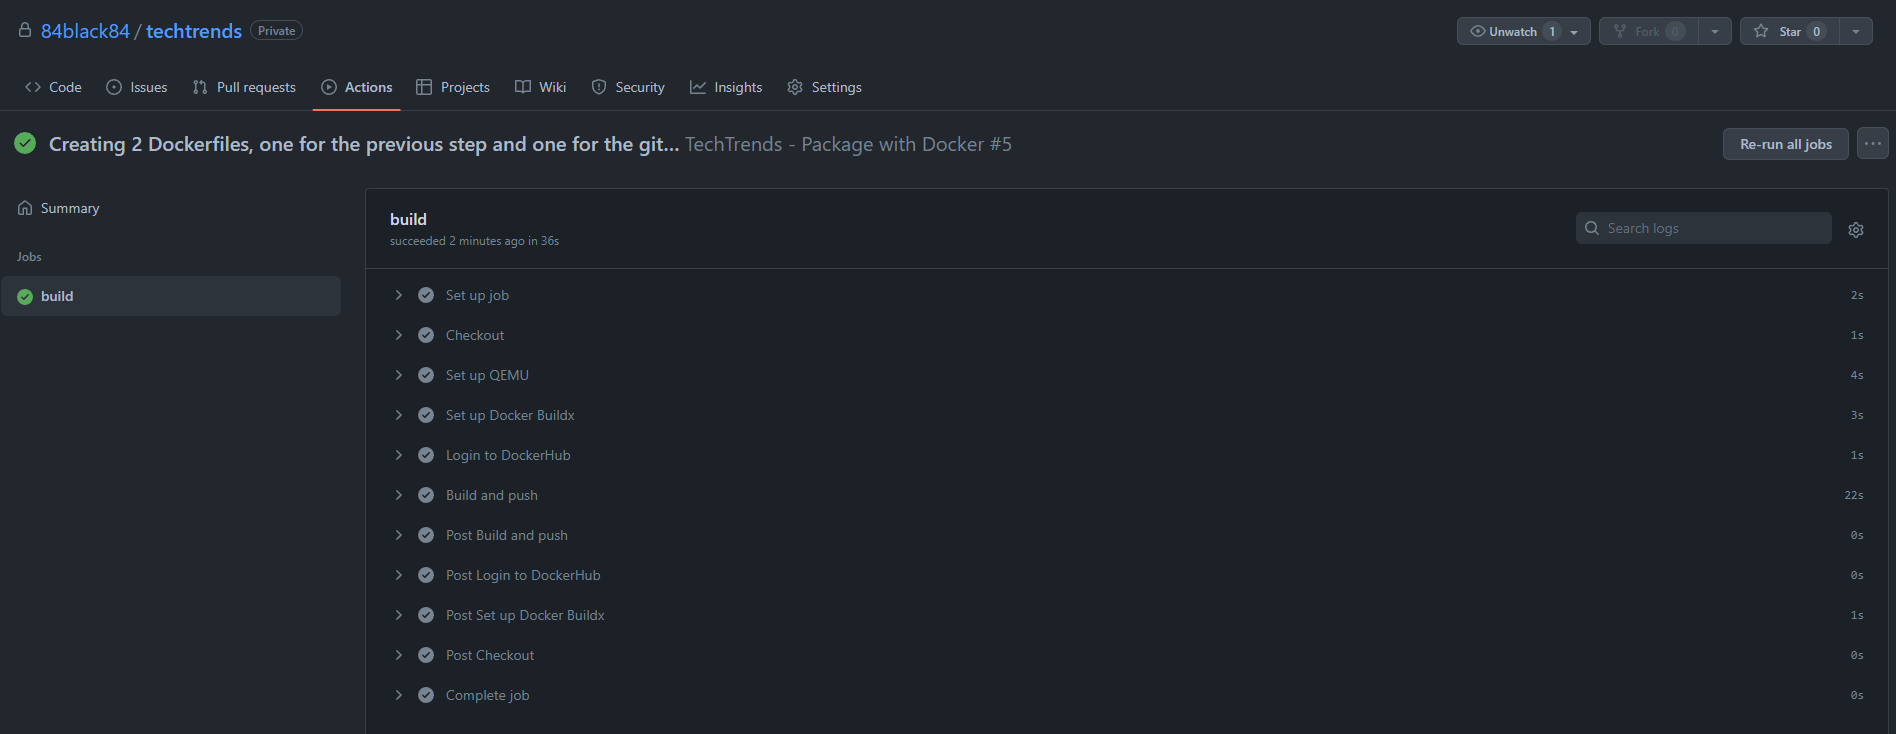 84black84 / techtrends Private Unwatch 1 Fork 0 Star 0
Code Issues Pull requests Actions Projects Wiki Security Insights Settings
Creating 2 Dockerfiles, one for the previous step and one for the git... TechTrends - Package with Docker #5 Re-run all jobs ...
Summary
Jobs
build
build
succeeded 2 minutes ago in 36s
Search logs
Set up job 2s
Checkout 1s
Set up QEMU 4s
Set up Docker Buildx 3s
Login to DockerHub 1s
Build and push 22s
Post Build and push 0s
Post Login to DockerHub 0s
Post Set up Docker Buildx 1s
Post Checkout 0s
Complete job 0s